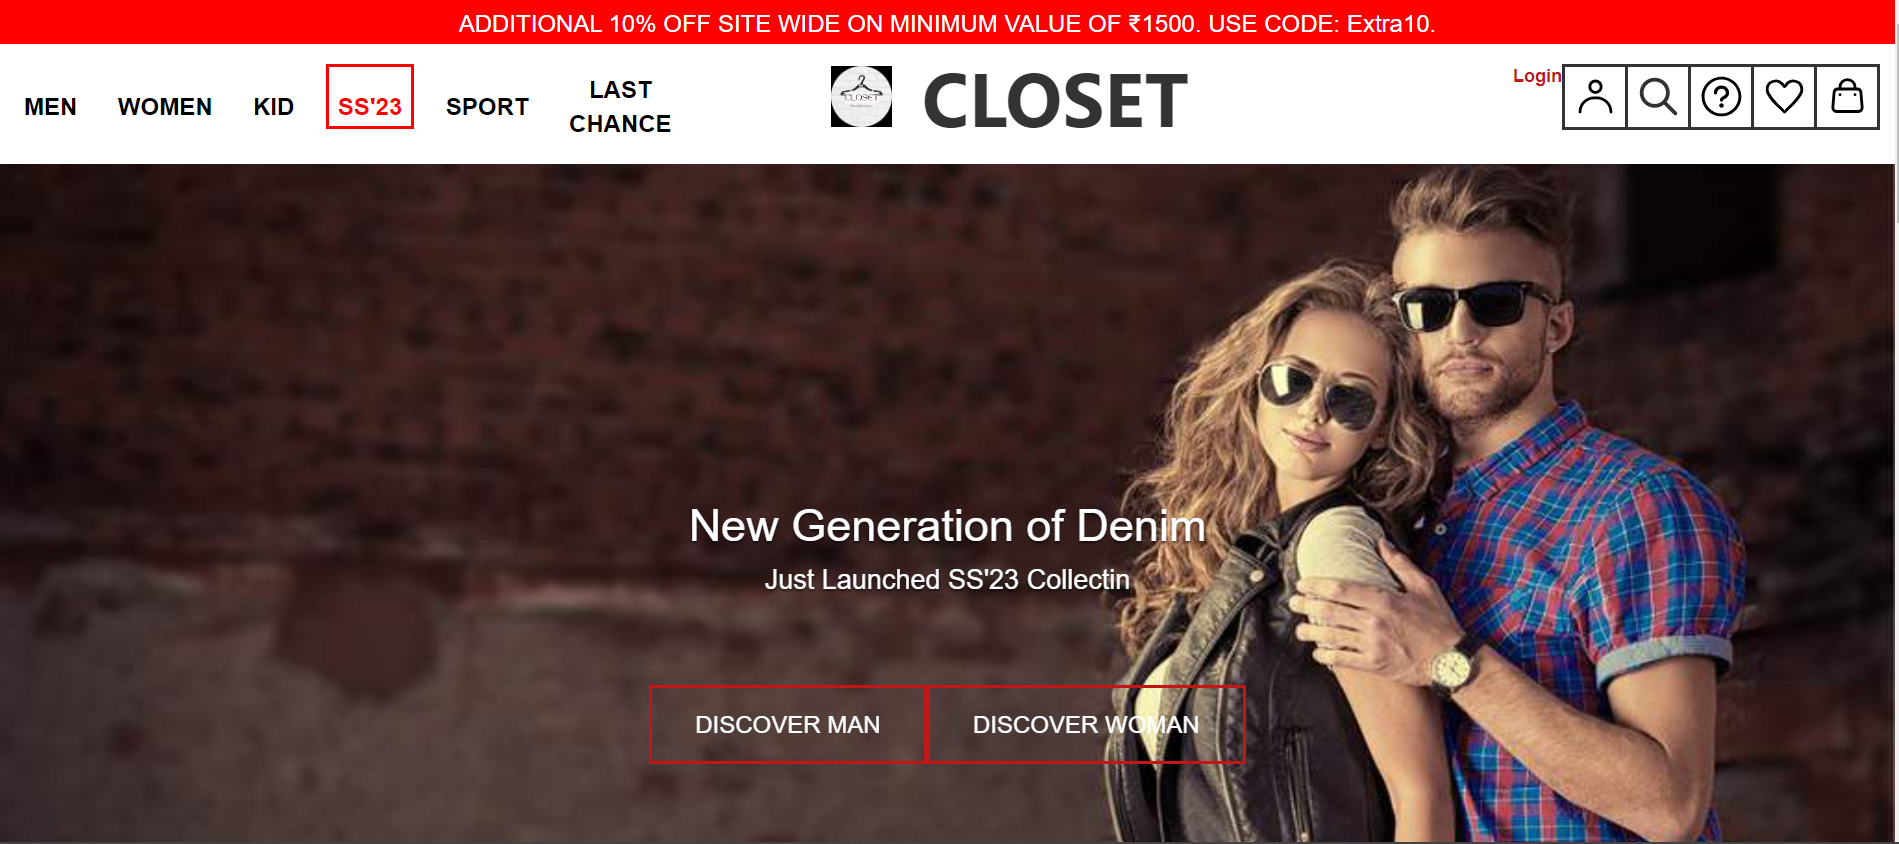 ADDITIONAL 10% OFF SITE WIDE ON MINIMUM VALUE OF ₹1500. USE CODE: Extra10.
MEN WOMEN KID SS'23 SPORT LAST CHANCE
CLOSET
CLOSET
Login
New Generation of Denim
Just Launched SS'23 Collectin
DISCOVER MAN DISCOVER WOMAN